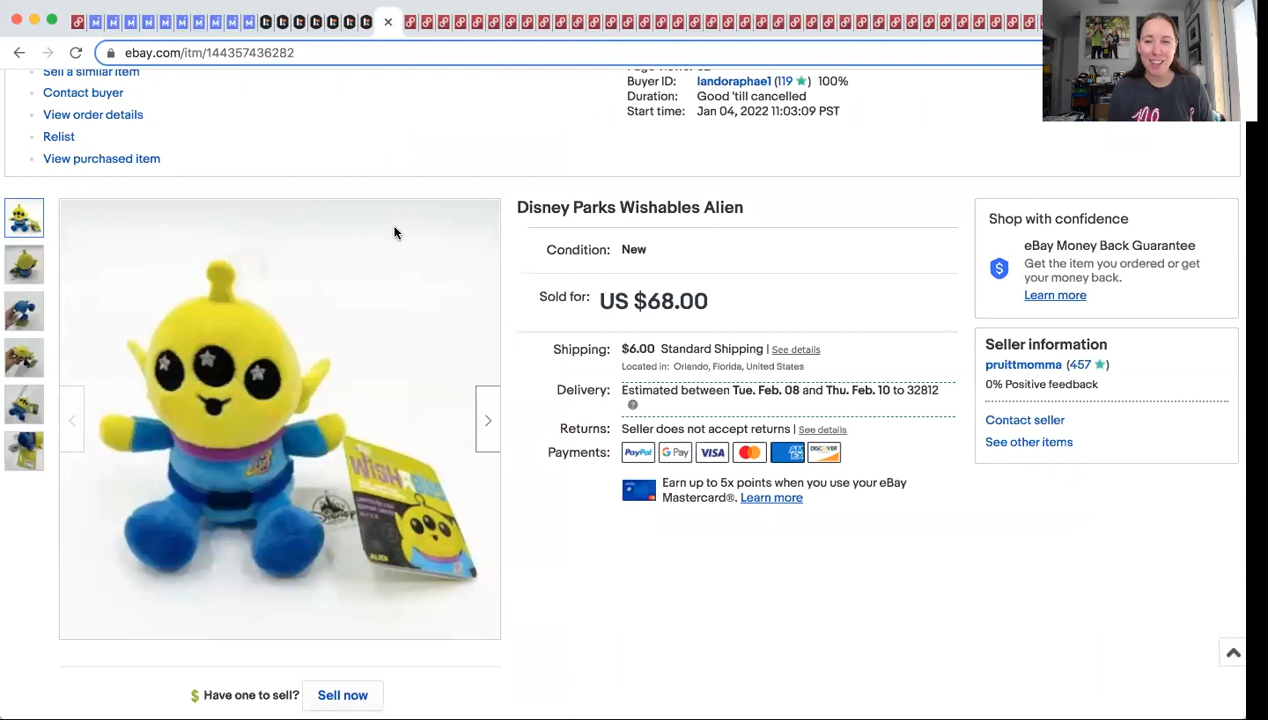 ebay.com/itm/144357436282
Sell a similar item
Contact buyer
View order details
Relist
View purchased item
Buyer ID: landoraphael (119 ★) 100%
Duration: Good 'till cancelled
Start time: Jan 04, 2022 11:03:09 PST
Disney Parks Wishables Alien
Condition: New
Sold for: US $68.00
Shipping: $6.00 Standard Shipping | See details
Located in: Orlando, Florida, United States
Delivery: Estimated between Tue. Feb. 08 and Thu. Feb. 10 to 32812
Returns: Seller does not accept returns | See details
Payments: PayPal G Pay VISA MasterCard AM EX DISCOVER
Earn up to 5x points when you use your eBay
Mastercard®. Learn more
Shop with confidence
eBay Money Back Guarantee
Get the item you ordered or get
your money back.
Learn more
Seller information
pruittmomma (457 ★)
0% Positive feedback
Contact seller
See other items
WISH
ALIEN
Have one to sell? Sell now